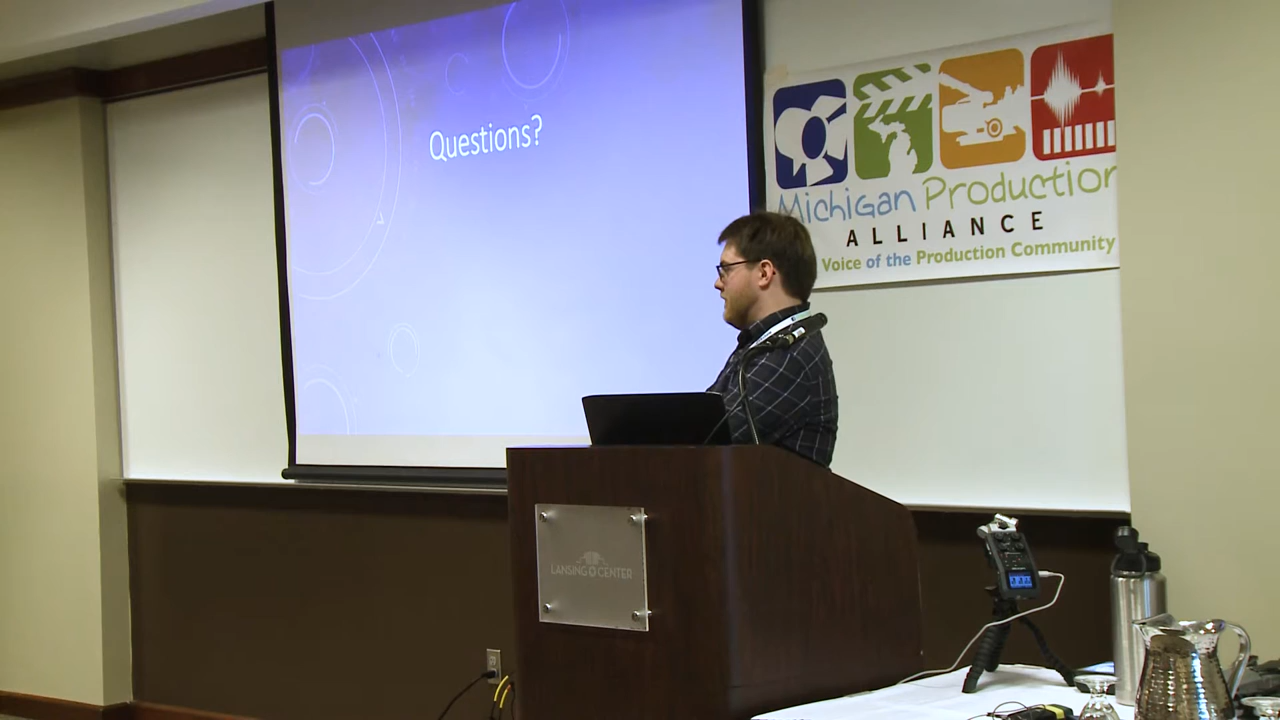 Questions?
Michigan Production
ALLIANCE
Voice of the Production Community
LANSING CENTER